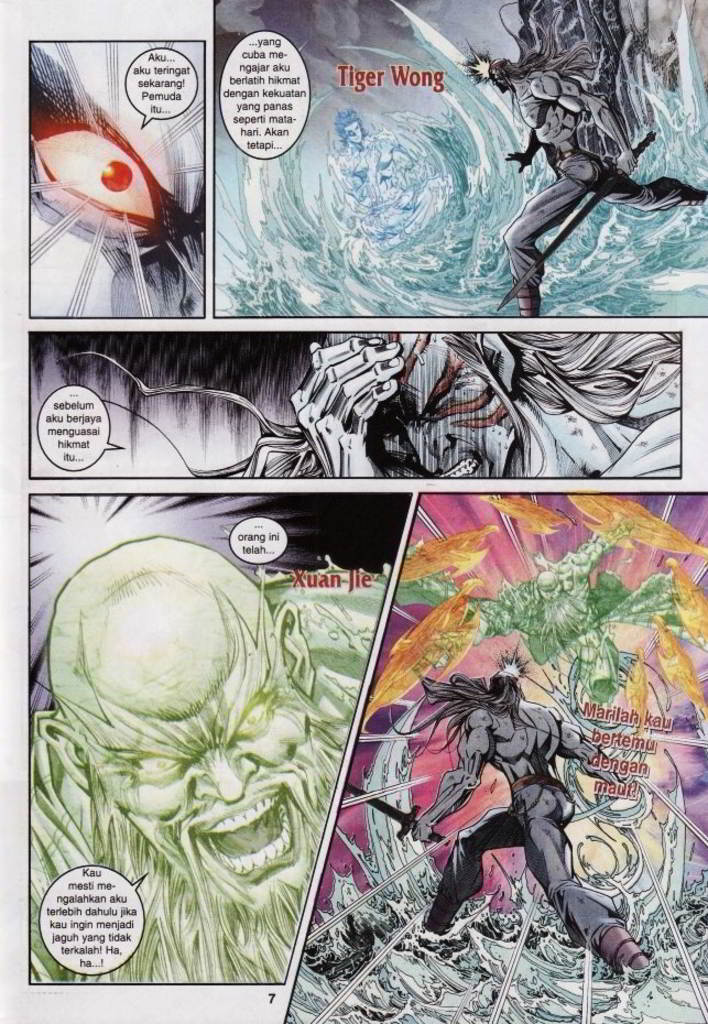 Aku...
aku teringat
sekarang!
Pemuda
itu...
...yang
cuba me-
ngajar aku
berlatih hikmat
dengan kekuatan
yang panas
seperti mata-
hari. Akan
tetapi...
Tiger Wong
...
sebelum
aku berjaya
menguasai
hikmat
itu...
...
orang ini
telah...
Xuan Jie
Kau
mesti me-
ngalahkan aku
terlebih dahulu jika
kau ingin menjadi
jaguh yang tidak
terkalah! Ha,
ha...!
Marilah kau
bertemu
dengan
maut!
7